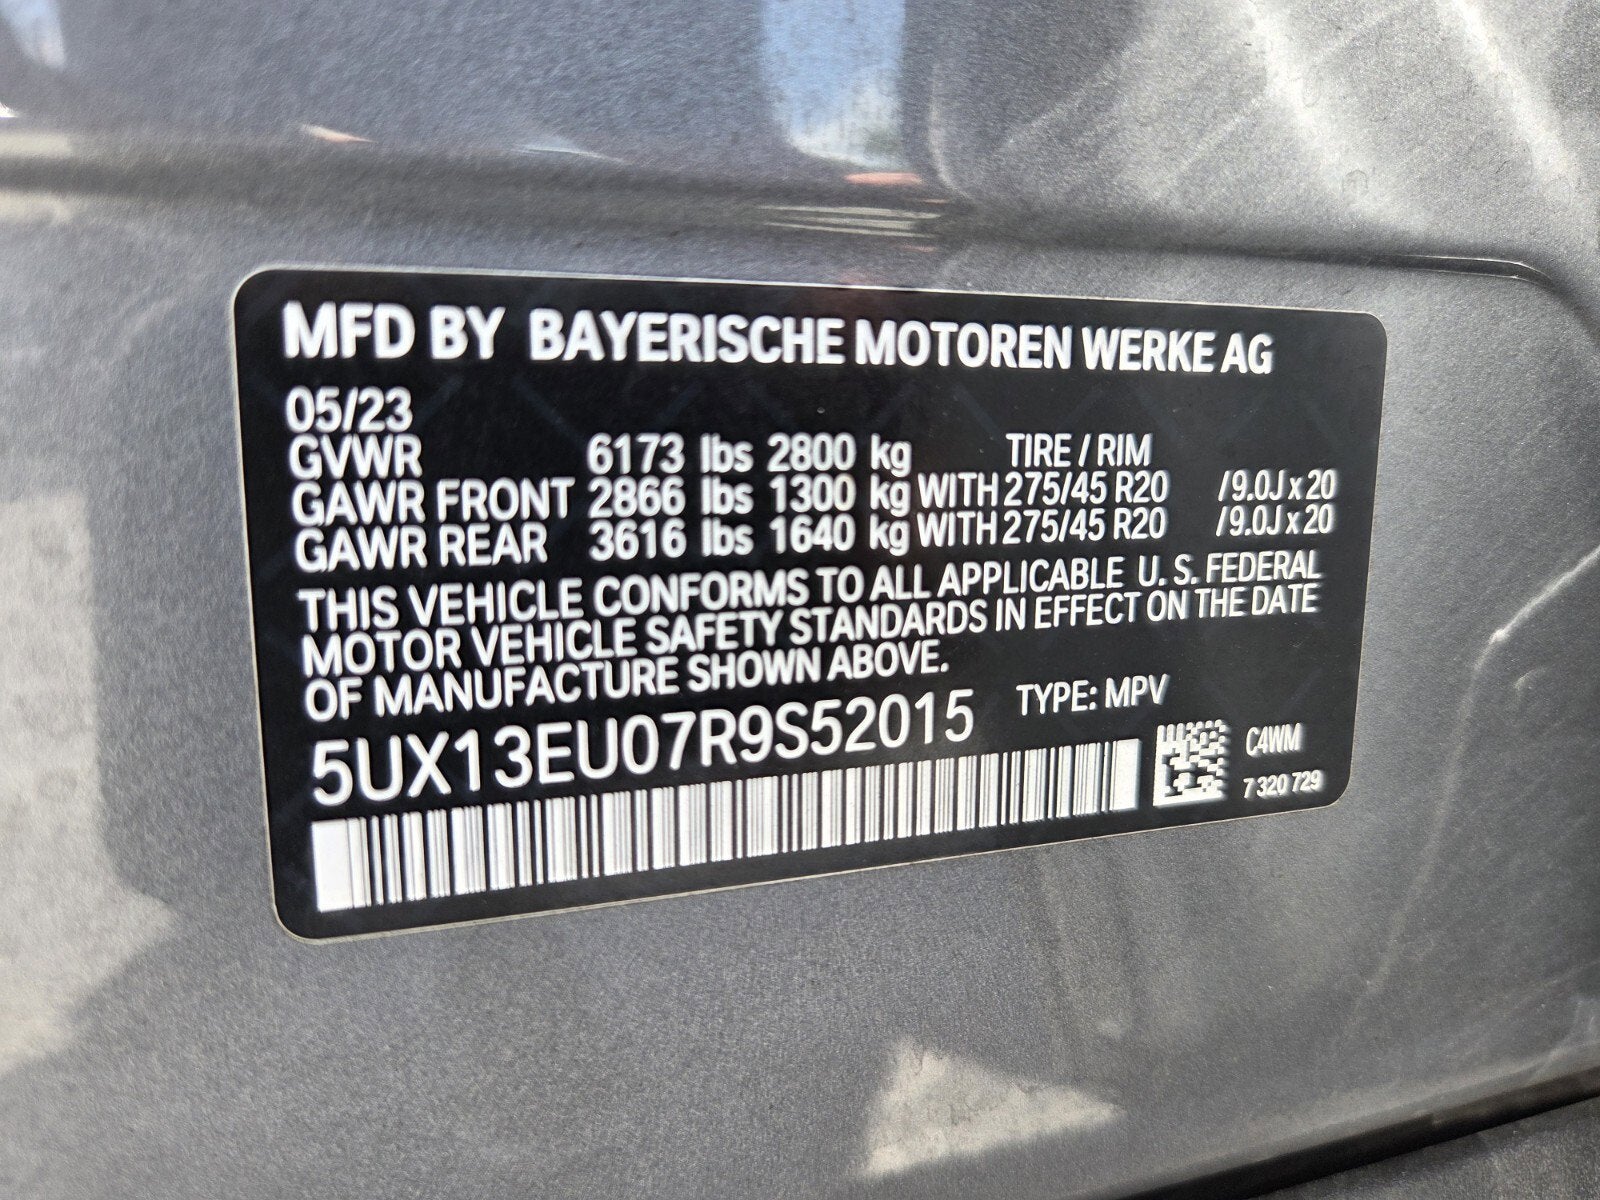 MFD BY BAYERISCHE MOTOREN WERKE AG
05/23
GVWR 6173 lbs 2800 kg TIRE / RIM
GAWR FRONT 2866 lbs 1300 kg WITH 275/45 R20 /9.0J x 20
GAWR REAR 3616 lbs 1640 kg WITH 275/45 R20 /9.0J x 20
THIS VEHICLE CONFORMS TO ALL APPLICABLE U. S. FEDERAL
MOTOR VEHICLE SAFETY STANDARDS IN EFFECT ON THE DATE
OF MANUFACTURE SHOWN ABOVE.
5UX13EU07R9S52015 TYPE: MPV
C4WM
7 320 729